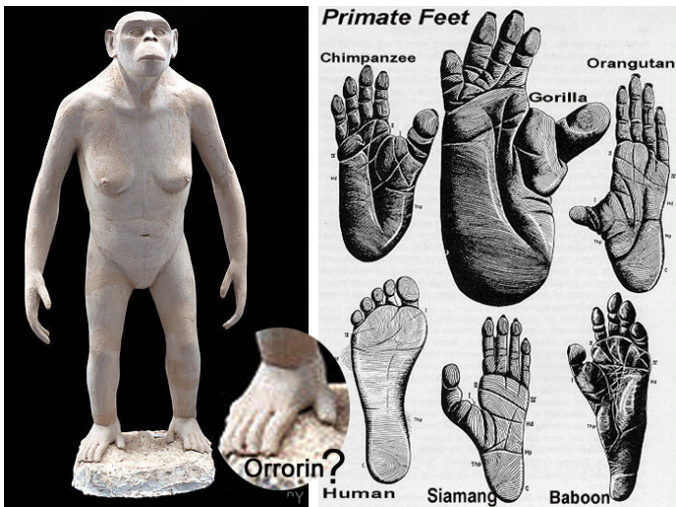 Primate Feet
Chimpanzee
Orangutan
Gorilla
Orrorin?
Human
Siamang
Baboon